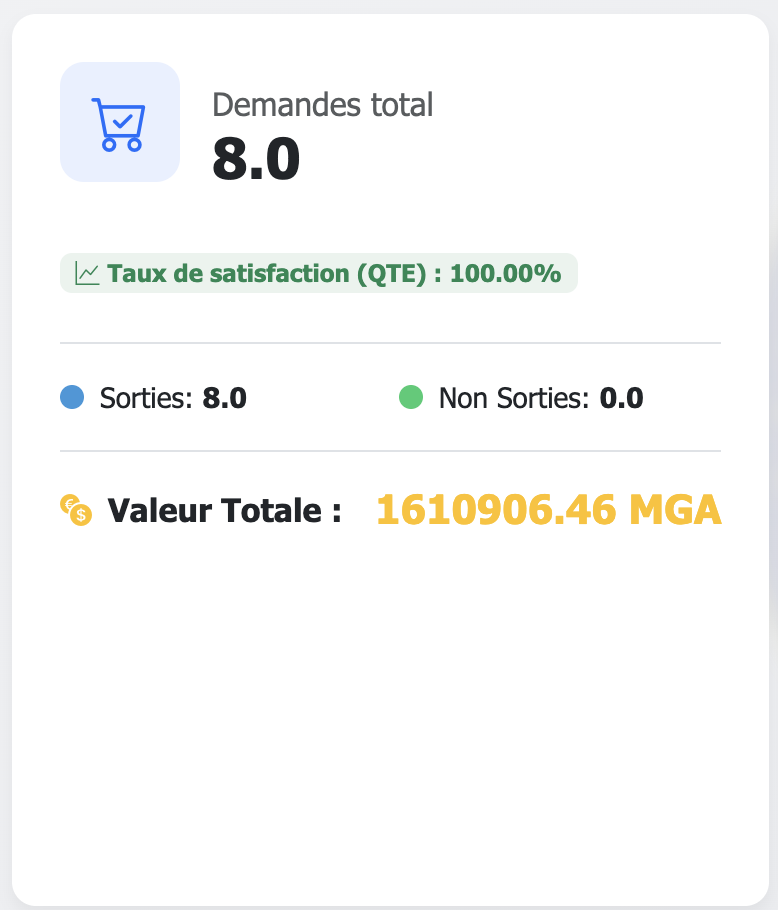 Demandes total
8.0
Taux de satisfaction (QTE) : 100.00%
Sorties: 8.0 Non Sorties: 0.0
Valeur Totale : 1610906.46 MGA